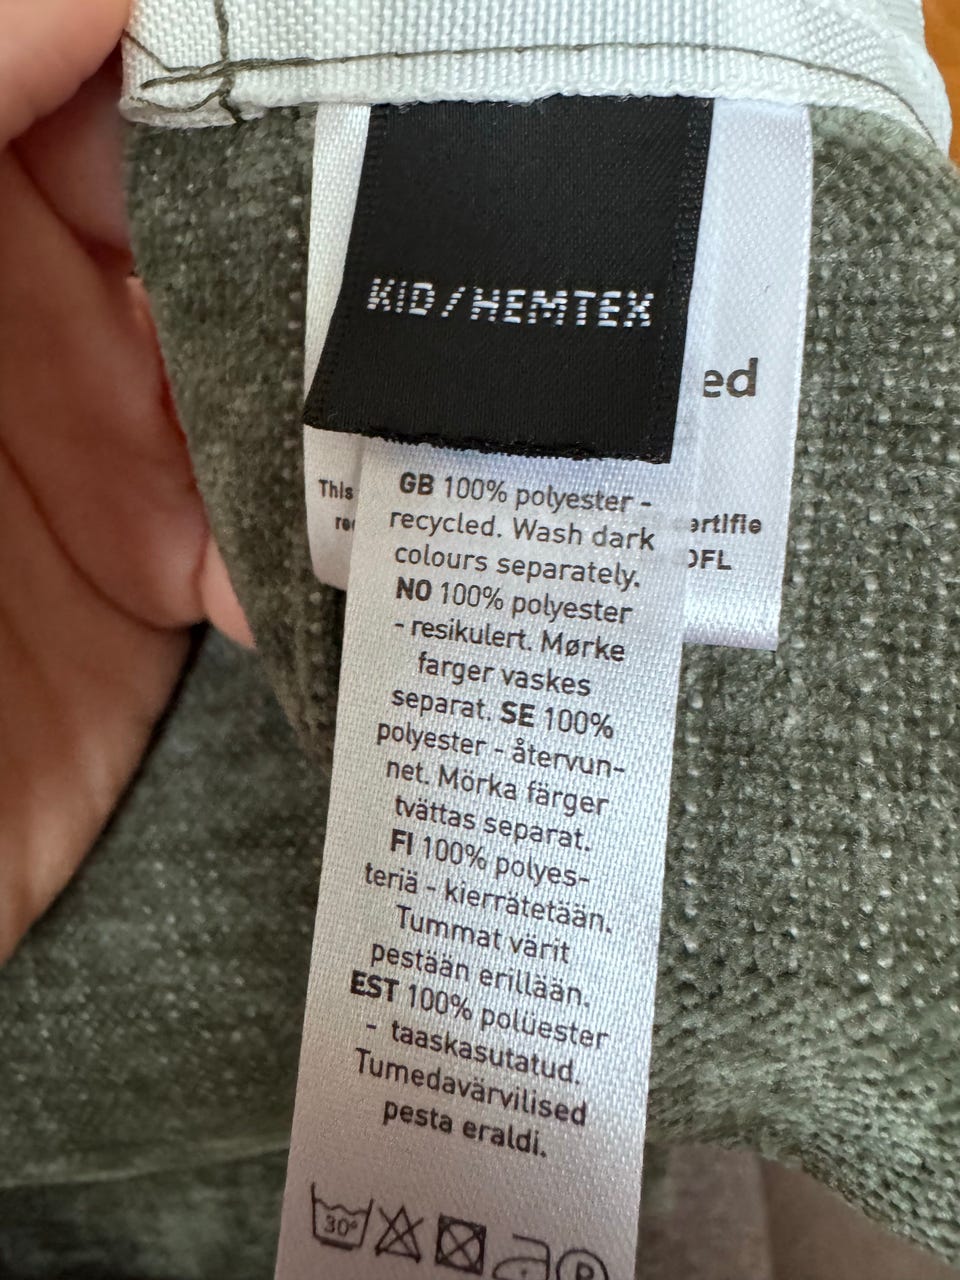 KID/HEMTEX
ed
This
ertifie
OFL
GB 100% polyester -
recycled. Wash dark
colours separately.
NO 100% polyester
- resikulert. Mørke
farger vaskes
separat. SE 100%
polyester - återvun-
net. Mörka färger
tvättas separat.
FI 100% polyes-
teriä - kierrätetään.
Tummat värit
pestään erillään.
EST 100% polüester
- taaskasutatud.
Tumedavärvilised
pesta eraldi.
30°
P